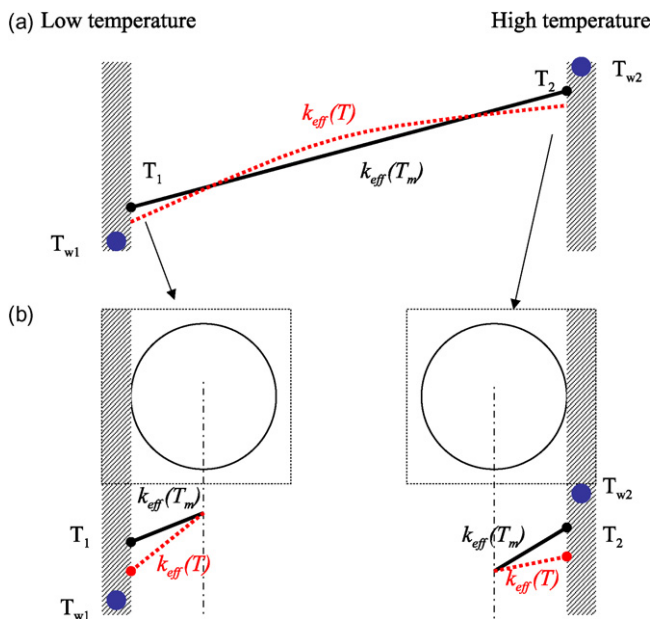 (a) Low temperature High temperature
T2 Tw2
keff(T)
T1 keff(Tm)
Tw1
(b)
keff(Tm) Tw2
T1 keff(Tm) T2
keff(T) keff(T)
Tw1